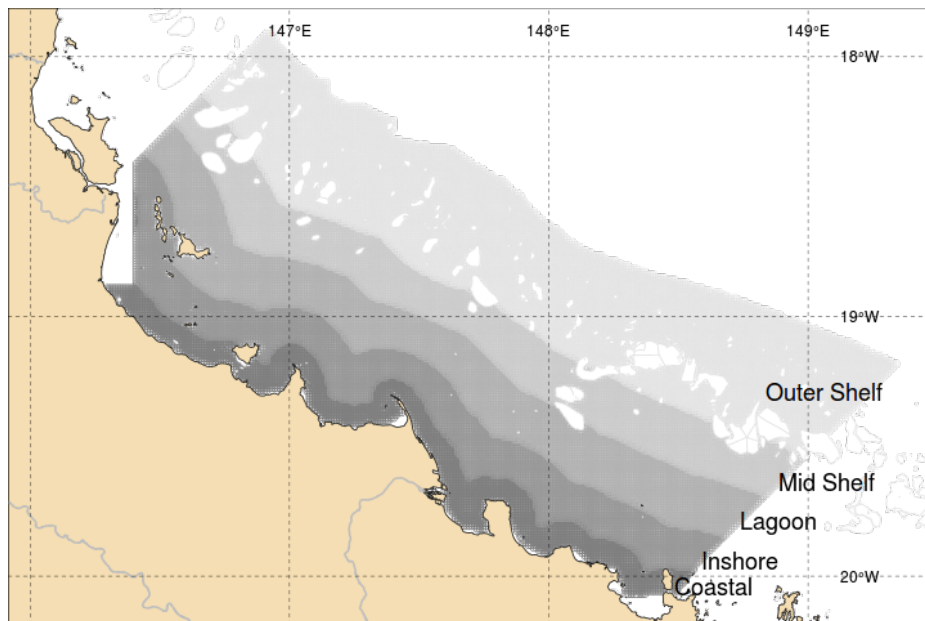 147°E 148°E 149°E
18°W
19°W
Outer Shelf
Mid Shelf
Lagoon
Inshore
20°W
Coastal